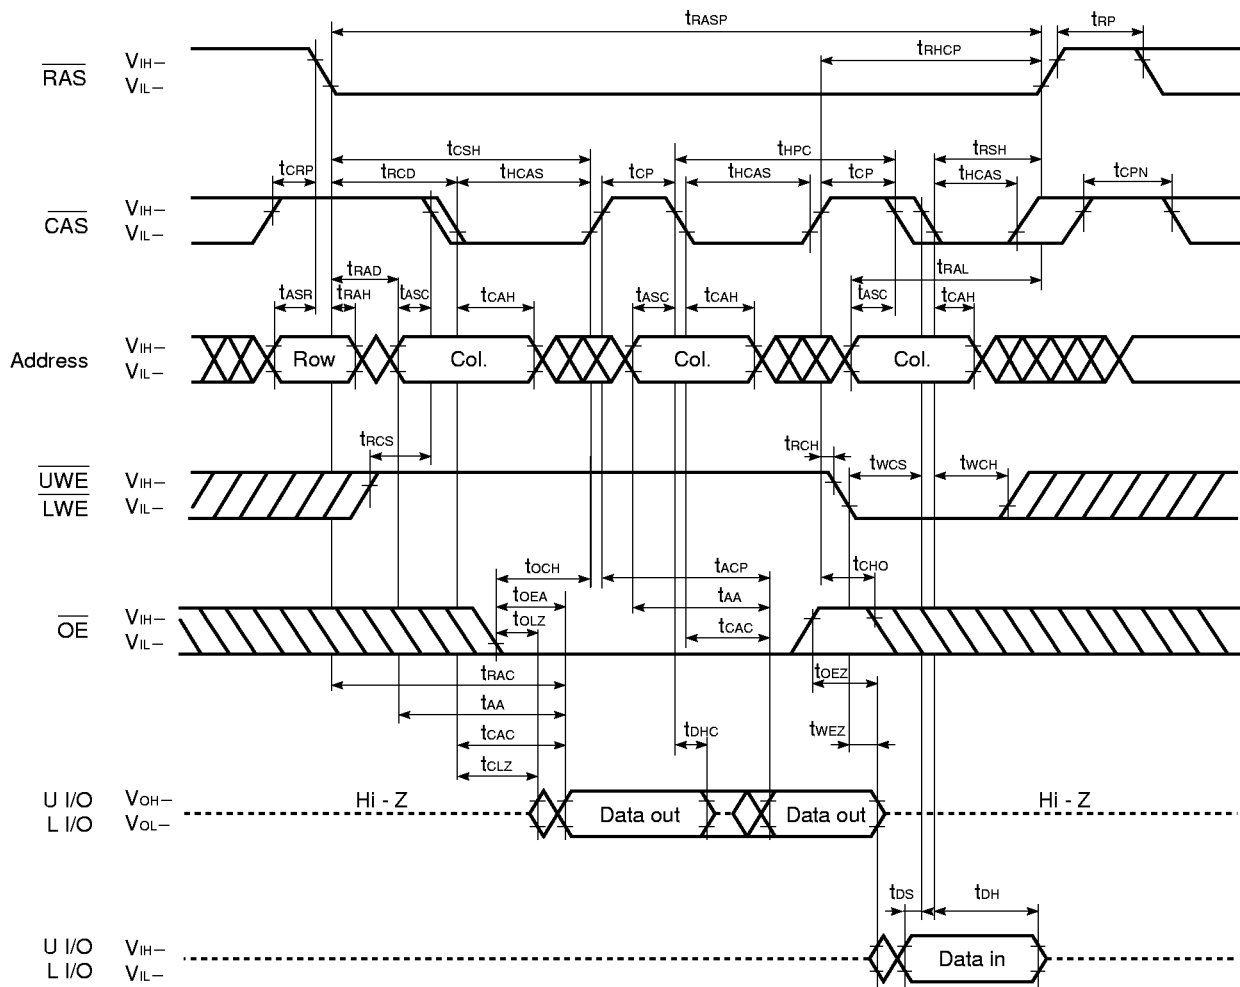 tRASP
tRP
tRHCP
RAS
VIH–
VIL–
tCSH
tHPC
tRSH
tCRP
tRCD
tHCAS
tCP
tHCAS
tCP
tHCAS
tCPN
CAS
VIH–
VIL–
tRAD
tRAL
tASR
tRAH
tASC
tCAH
tASC
tCAH
tASC
tCAH
Address
VIH–
VIL–
Row
Col.
Col.
Col.
tRCS
tRCH
tWCS
tWCH
UWE
LWE
VIH–
VIL–
tOCH
tACP
tCHO
tOEA
tAA
tOLZ
tCAC
OE
VIH–
VIL–
tRAC
tOEZ
tAA
tCAC
tDHC
tWEZ
tCLZ
U I/O
L I/O
VOH–
VOL–
Hi - Z
Data out
Data out
Hi - Z
tDS
tDH
U I/O
L I/O
VIH–
VIL–
Data in